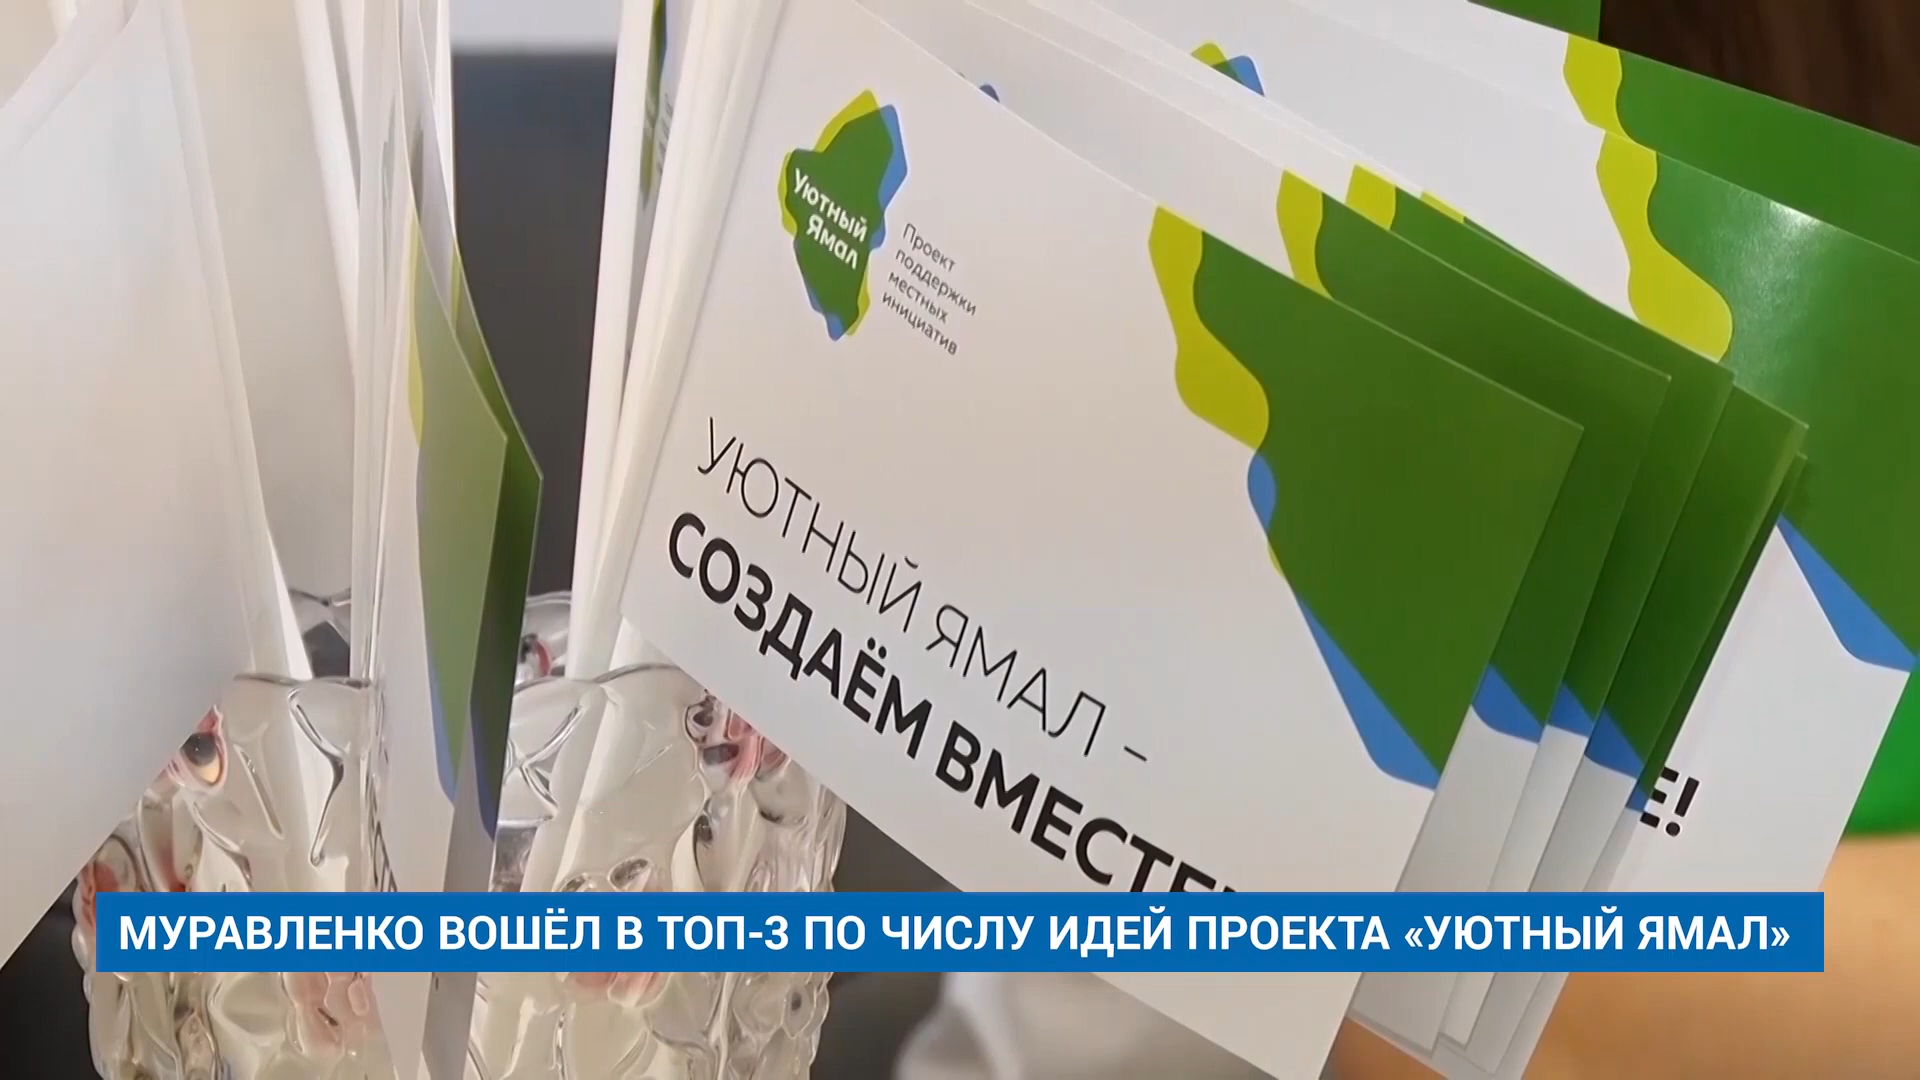 Уютный
Ямал
Проект
поддержки
местных
инициатив
УЮТНЫЙ ЯМАЛ –
СОЗДАЁМ ВМЕСТЕ
Е!
МУРАВЛЕНКО ВОШЁЛ В ТОП-3 ПО ЧИСЛУ ИДЕЙ ПРОЕКТА «УЮТНЫЙ ЯМАЛ»